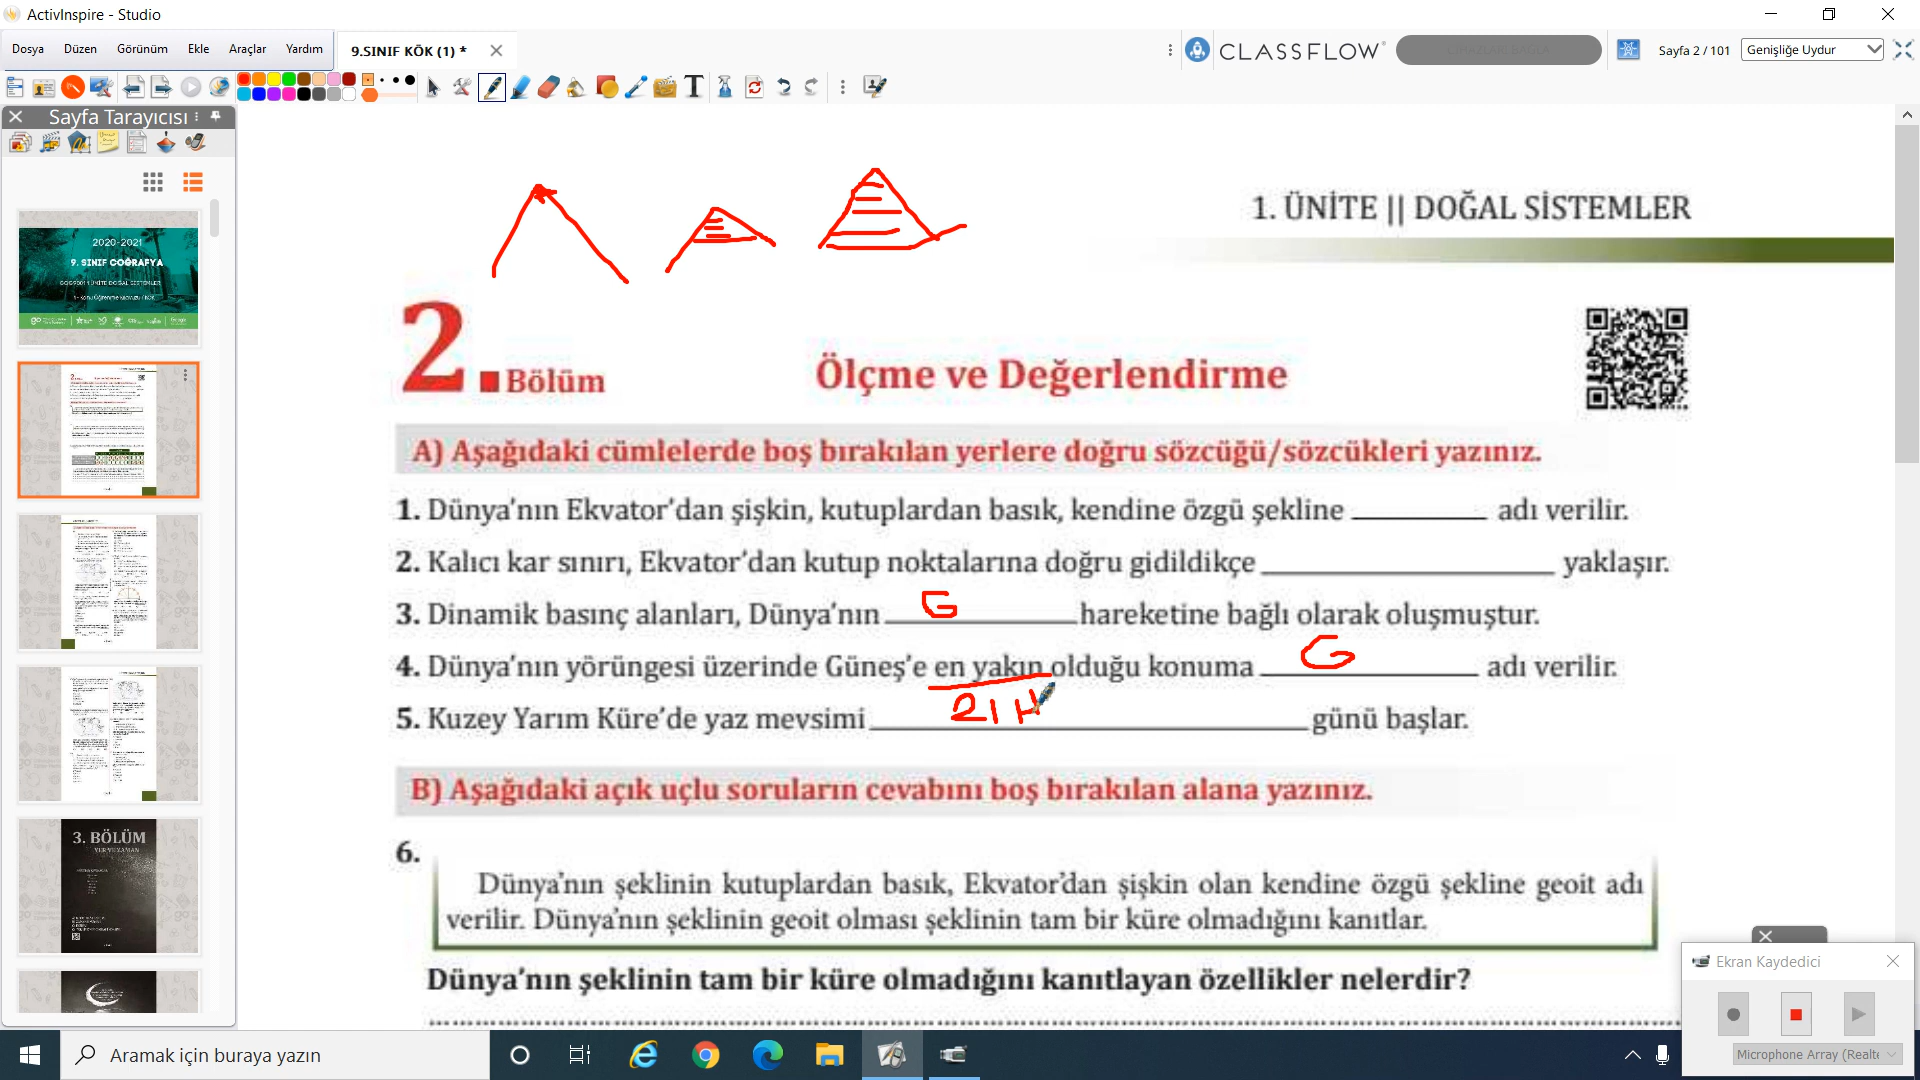 ActivInspire - Studio
Dosya Düzen Görünüm Ekle Araçlar Yardım
9.SINIF KÖK (1) *
CLASSFLOW
Sayfa 2 / 101
Genişliğe Uydur
T
Sayfa Tarayıcısı
2020-2021
9. SINIF COĞRAFYA
3. BÖLÜM
1. ÜNİTE || DOĞAL SİSTEMLER
2. Bölüm
Ölçme ve Değerlendirme
A) Aşağıdaki cümlelerde boş bırakılan yerlere doğru sözcüğü/sözcükleri yazınız.
1. Dünya’nın Ekvator’dan şişkin, kutuplardan basık, kendine özgü şekline __________ adı verilir.
2. Kalıcı kar sınırı, Ekvator’dan kutup noktalarına doğru gidildikçe ______________________ yaklaşır.
3. Dinamik basınç alanları, Dünya’nın G hareketine bağlı olarak oluşmuştur.
4. Dünya’nın yörüngesi üzerinde Güneş’e en yakın olduğu konuma G adı verilir.
5. Kuzey Yarım Küre’de yaz mevsimi 21 H günü başlar.
B) Aşağıdaki açık uçlu soruların cevabını boş bırakılan alana yazınız.
6.
Dünya’nın şeklinin kutuplardan basık, Ekvator’dan şişkin olan kendine özgü şekline geoit adı
verilir. Dünya’nın şeklinin geoit olması şeklinin tam bir küre olmadığını kanıtlar.
Dünya’nın şeklinin tam bir küre olmadığını kanıtlayan özellikler nelerdir?
Ekran Kaydedici
Microphone Array (Realte
Aramak için buraya yazın